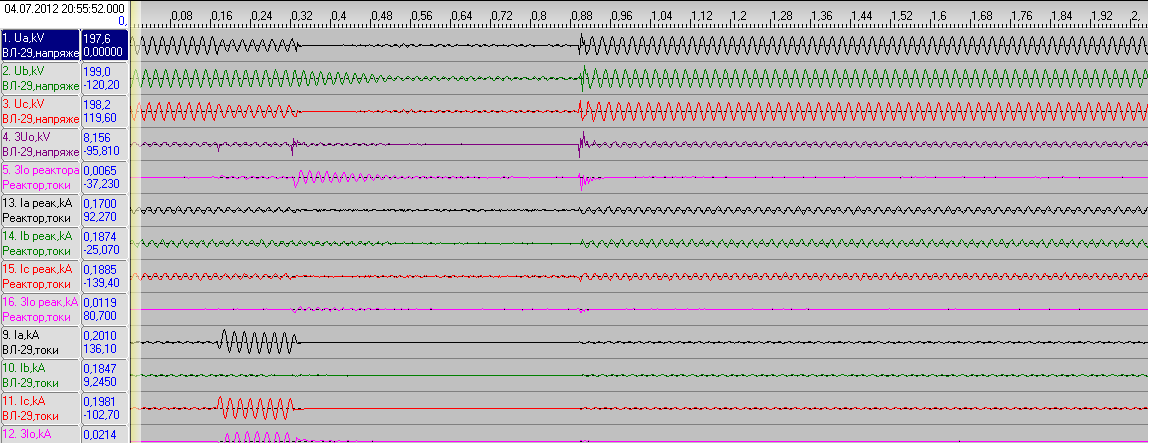 04.07.2012 20:55:52.000
0,
0,08 0,16 0,24 0,32 0,4 0,48 0,56 0,64 0,72 0,8 0,88 0,96 1,04 1,12 1,2 1,28 1,36 1,44 1,52 1,6 1,68 1,76 1,84 1,92 2,
1. Ua,kV 197,6
ВЛ-29,напряже 0.00000
2. Ub,kV 199,0
ВЛ-29,напряже -120,20
3. Uc,kV 198,2
ВЛ-29,напряже 119,60
4. 3Uo,kV 8,156
ВЛ-29,напряже -95,810
5. 3Io реактора 0,0065
Реактор,токи -37,230
13. Ia реак,kA 0,1700
Реактор,токи 92,270
14. Ib реак,kA 0,1874
Реактор,токи -25,070
15. Ic реак,kA 0,1885
Реактор,токи -139,40
16. 3Io реак,kA 0,0119
Реактор,токи 80,700
9. Ia,kA 0,2010
ВЛ-29,токи 136,10
10. Ib,kA 0,1847
ВЛ-29,токи 9,2450
11. Ic,kA 0,1981
ВЛ-29,токи -102,70
12. 3Io,kA 0,0214